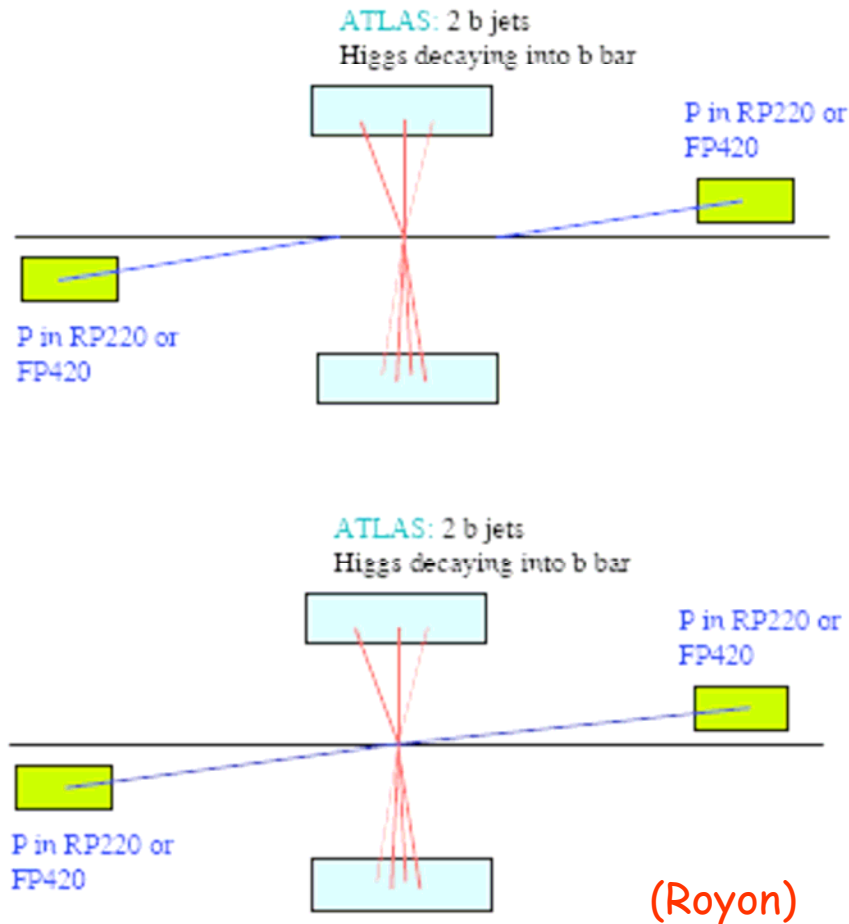 ATLAS: 2 b jets
Higgs decaying into b bar
P in RP220 or
FP420
P in RP220 or
FP420
ATLAS: 2 b jets
Higgs decaying into b bar
P in RP220 or
FP420
P in RP220 or
FP420
(Royon)